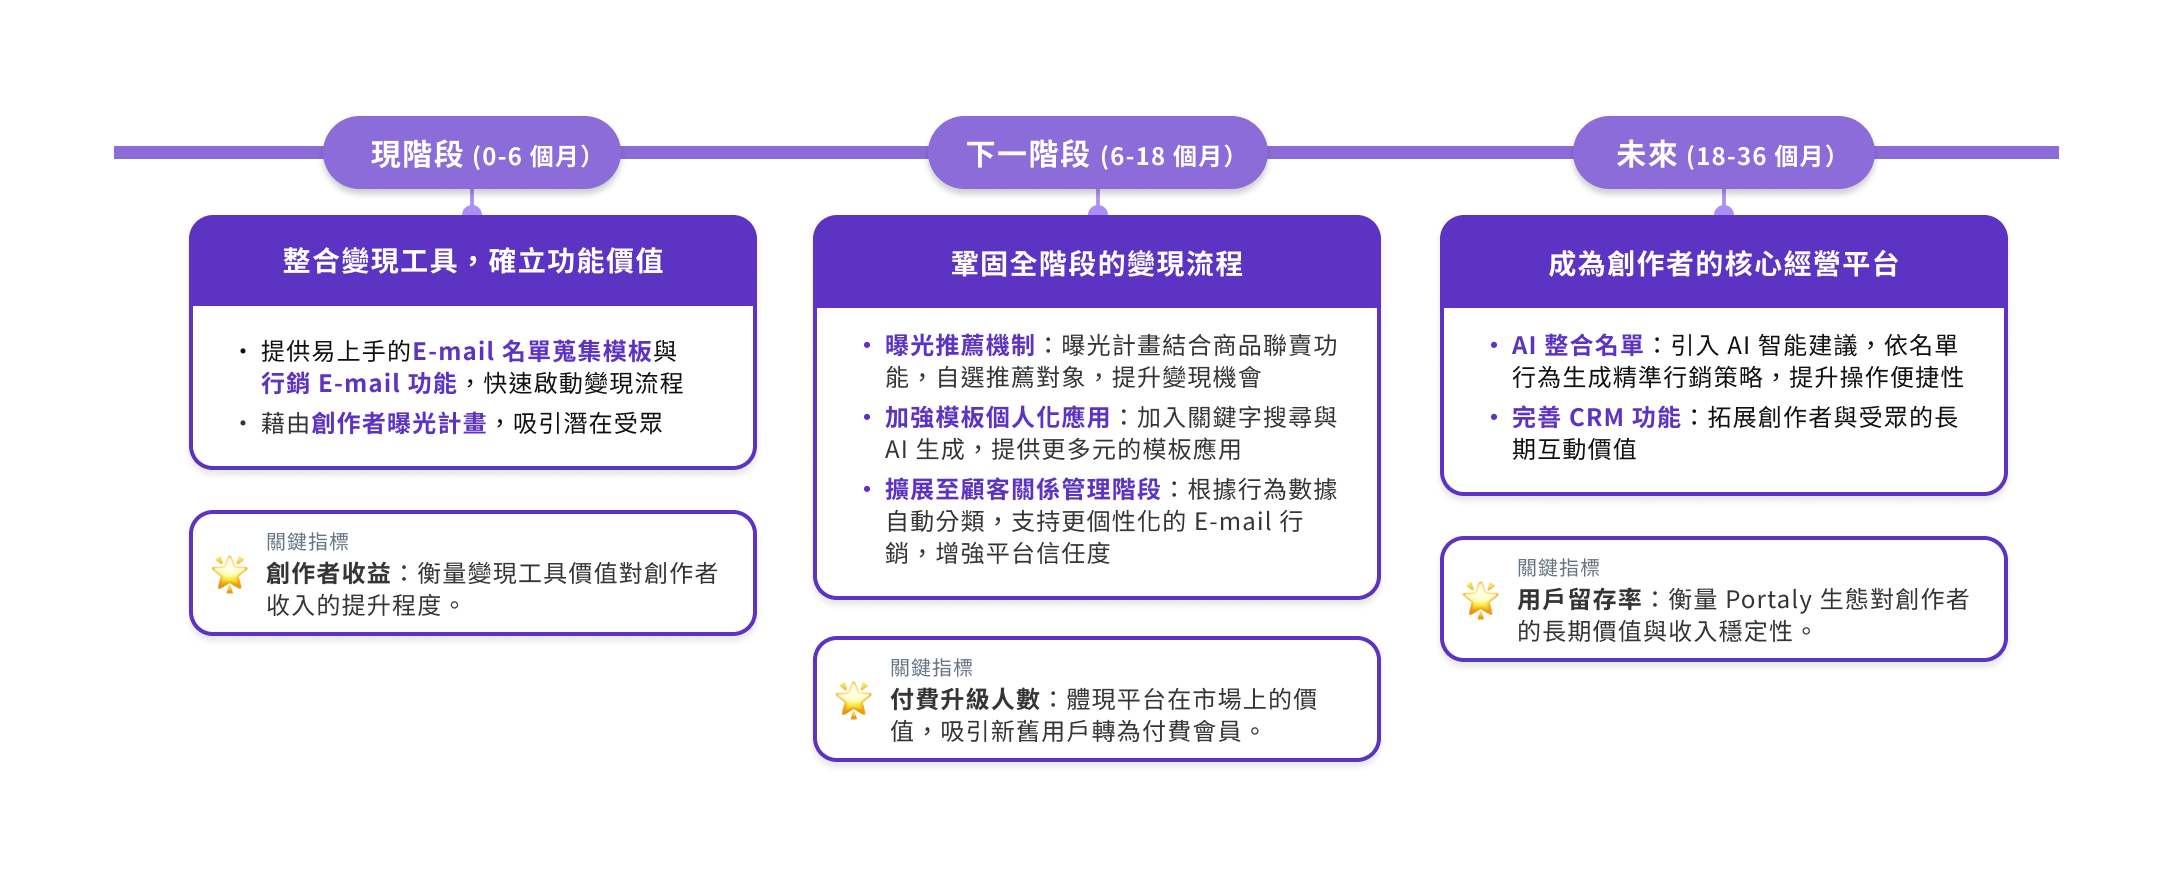 現階段 (0-6 個月)
整合變現工具，確立功能價值
・提供易上手的E-mail 名單蒐集模板與
行銷 E-mail 功能，快速啟動變現流程
・藉由創作者曝光計畫，吸引潛在受眾
關鍵指標
創作者收益：衡量變現工具價值對創作者
收入的提升程度。
下一階段 (6-18 個月)
鞏固全階段的變現流程
・曝光推薦機制：曝光計畫結合商品聯賣功
能，自選推薦對象，提升變現機會
・加強模板個人化應用：加入關鍵字搜尋與
AI 生成，提供更多元的模板應用
・擴展至顧客關係管理階段：根據行為數據
自動分類，支持更個性化的 E-mail 行
銷，增強平台信任度
關鍵指標
付費升級人數：體現平台在市場上的價
值，吸引新舊用戶轉為付費會員。
未來 (18-36 個月)
成為創作者的核心經營平台
・AI 整合名單：引入 AI 智能建議，依名單
行為生成精準行銷策略，提升操作便捷性
・完善 CRM 功能：拓展創作者與受眾的長
期互動價值
關鍵指標
用戶留存率：衡量 Portaly 生態對創作者
的長期價值與收入穩定性。